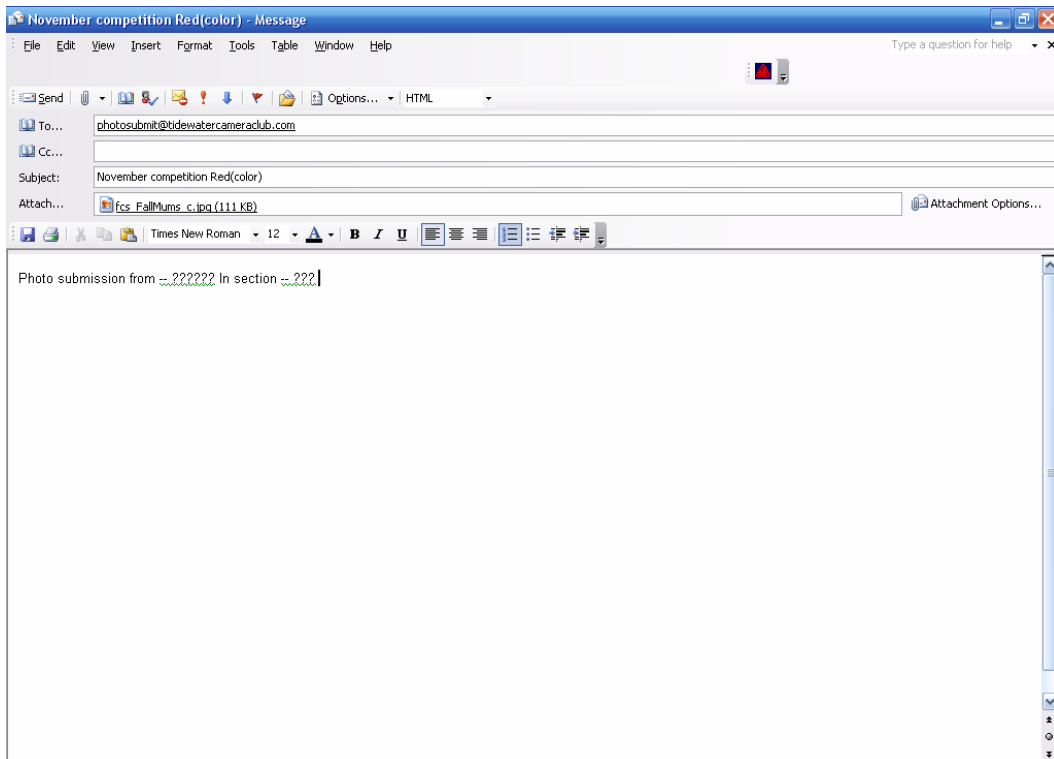 November competition Red(color) - Message
File Edit View Insert Format Tools Table Window Help Type a question for help
Send Options... HTML
To... photosubmit@tidewatercameraclub.com
Cc...
Subject: November competition Red(color)
Attach... fcs_FallMums_c.jpg (111 KB) Attachment Options...
Times New Roman 12 A B I U
Photo submission from -- ?????? In section -- ???